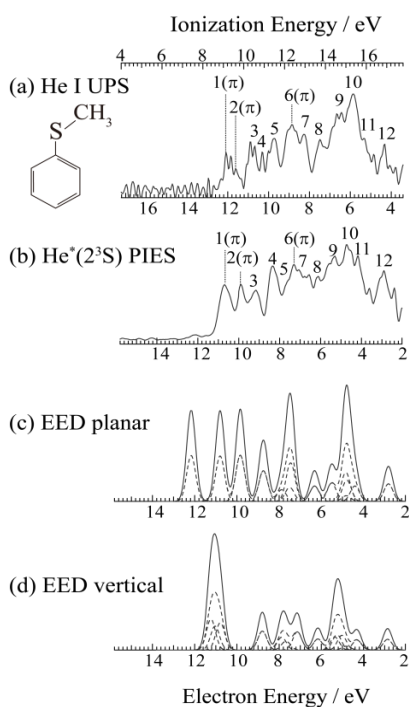 Ionization Energy / eV
4 6 8 10 12 14 16
(a) He I UPS
CH3
S
1(π)
2(π)
3
4
5
6(π)
7
8
9
10
11
12
16 14 12 10 8 6 4
(b) He*(2³S) PIES
1(π)
2(π)
3
4
5
6(π)
7
8
9
10
11
12
14 12 10 8 6 4 2
(c) EED planar
14 12 10 8 6 4 2
(d) EED vertical
14 12 10 8 6 4 2
Electron Energy / eV